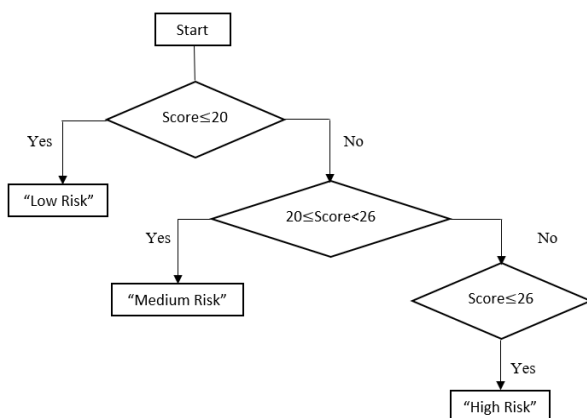 Start
Score≤20
Yes
No
“Low Risk”
20≤Score<26
Yes
No
“Medium Risk”
Score≤26
Yes
“High Risk”